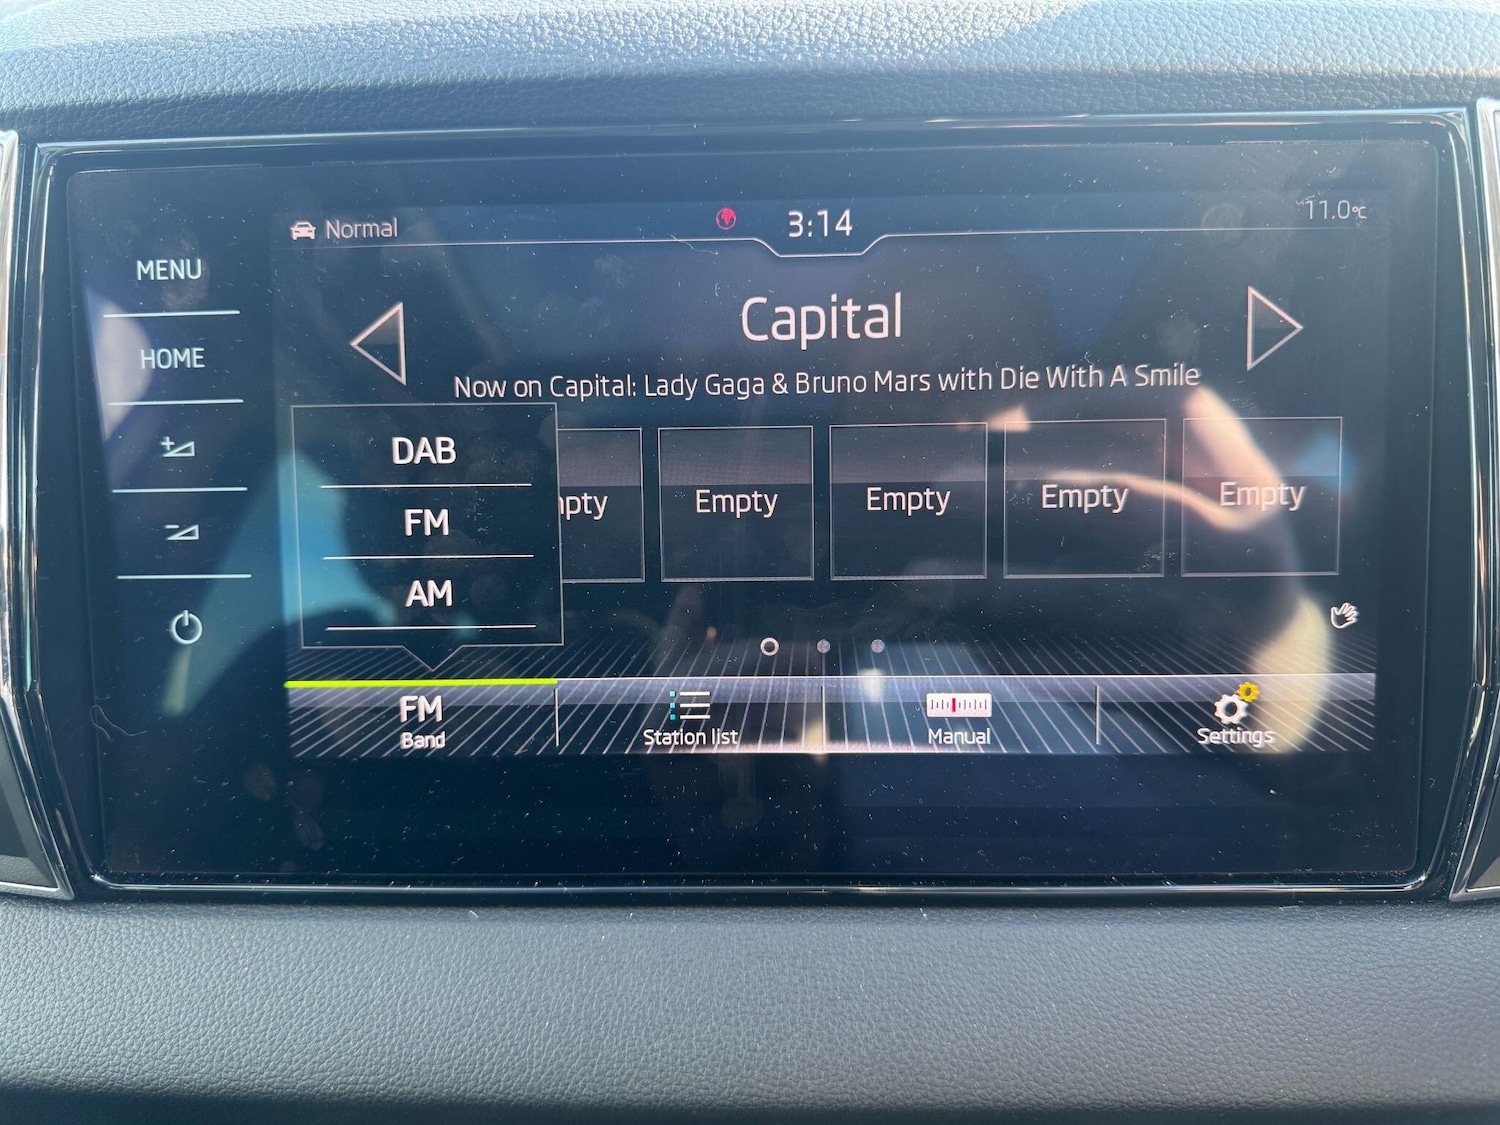 Normal
3:14
11.0°C
MENU
HOME
Capital
Now on Capital: Lady Gaga & Bruno Mars with Die With A Smile
DAB
FM
AM
pty
Empty
Empty
Empty
Empty
FM
Band
Station list
Manual
Settings